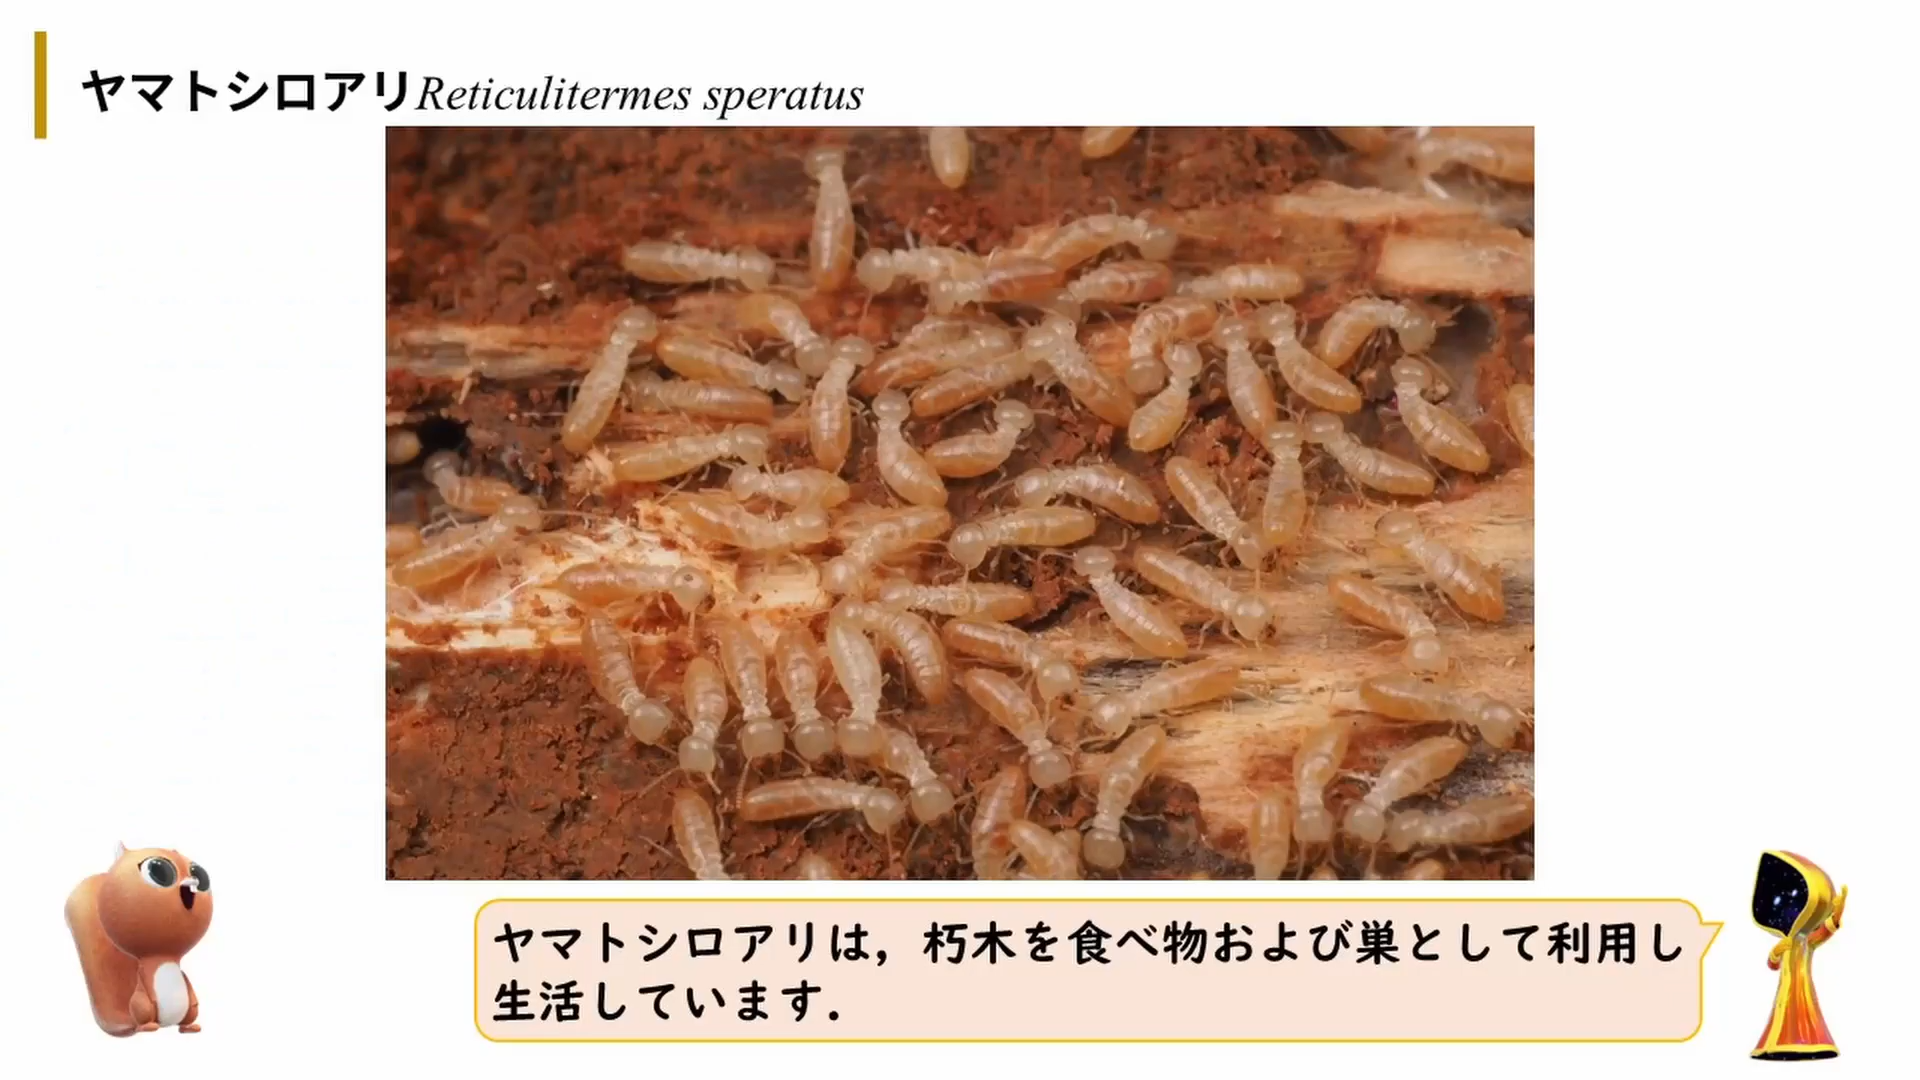 ヤマトシロアリReticulitermes speratus
ヤマトシロアリは，朽木を食べ物および巣として利用し
生活しています．